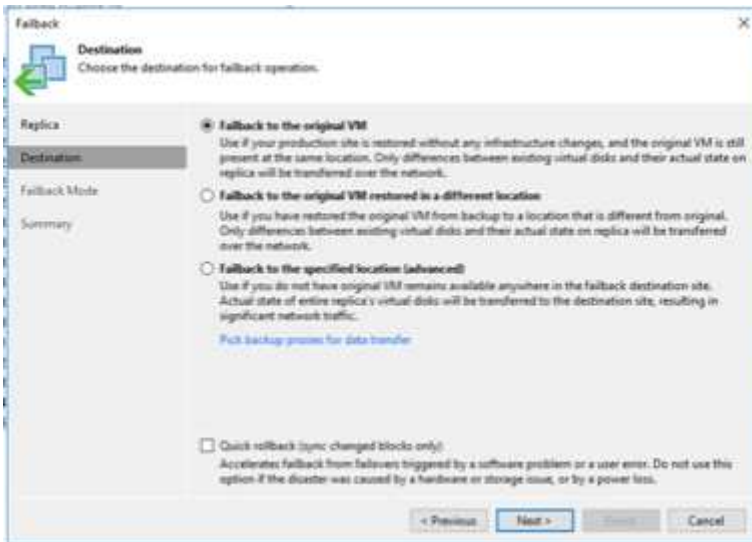 Failback
Destination
Choose the destination for failback operation.
Replica
Destination
Failback Mode
Summary
Failback to the original VM
Use if your production site is restored without any infrastructure changes, and the original VM is still
present at the same location. Only differences between existing virtual disks and their actual state on
replica will be transferred over the network.
Failback to the original VM restored in a different location
Use if you have restored the original VM from backup to a location that is different from original.
Only differences between existing virtual disks and their actual state on replica will be transferred
over the network.
Failback to the specified location (advanced)
Use if you do not have original VM remains available anywhere in the failback destination site.
Actual state of entire replica's virtual disks will be transferred to the destination site, resulting in
significant network traffic.
Pick backup proxies for data transfer
Quick rollback (sync changed blocks only)
Accelerates failback from failovers triggered by a software problem or a user error. Do not use this
option if the disaster was caused by a hardware or storage issue, or by a power loss.
< Previous
Next >
Cancel